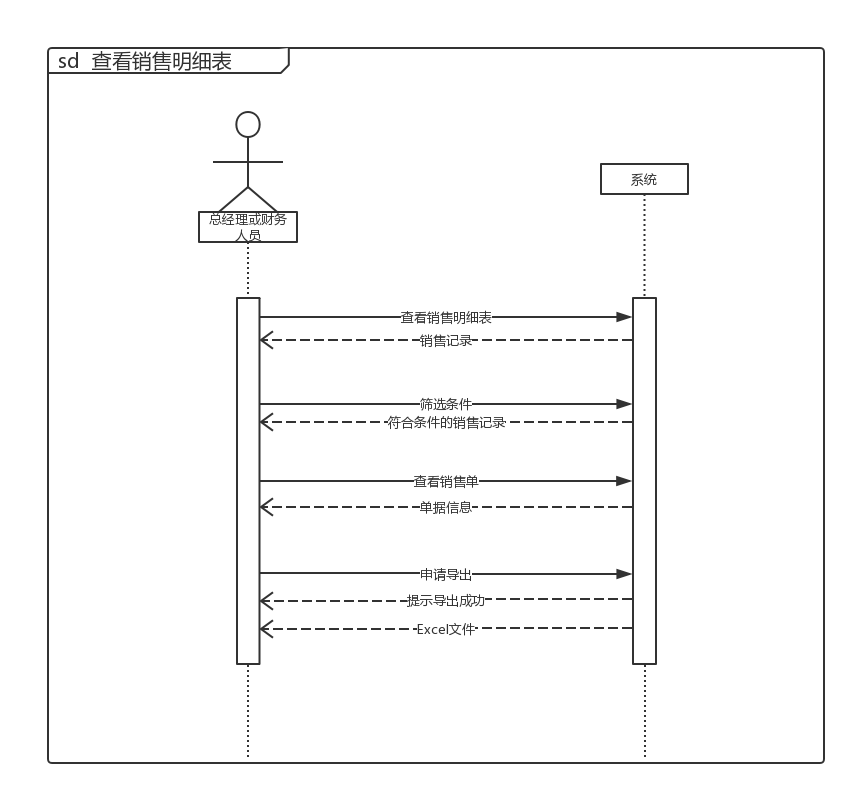 sd 查看销售明细表
总经理或财务
人员
系统
查看销售明细表
销售记录
筛选条件
符合条件的销售记录
查看销售单
单据信息
申请导出
提示导出成功
Excel文件